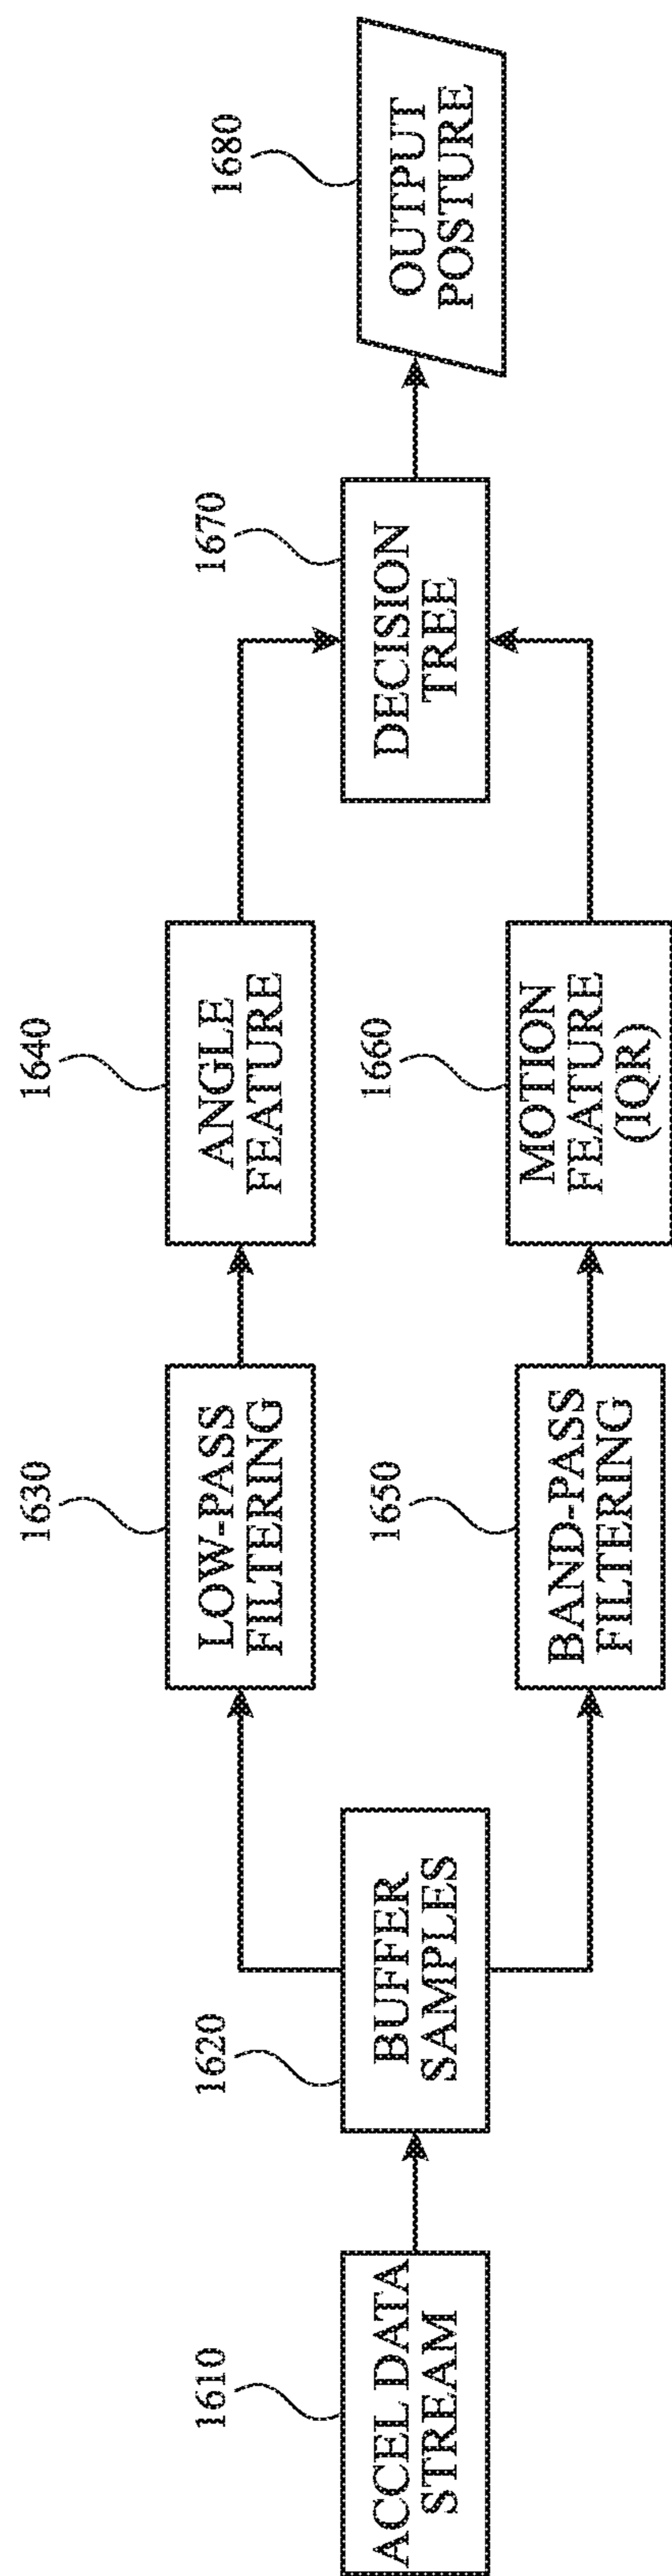 1610
ACCEL DATA
STREAM
1620
BUFFER
SAMPLES
1630
LOW-PASS
FILTERING
1640
ANGLE
FEATURE
1650
BAND-PASS
FILTERING
1660
MOTION
FEATURE
(IQR)
1670
DECISION
TREE
1680
OUTPUT
POSTURE